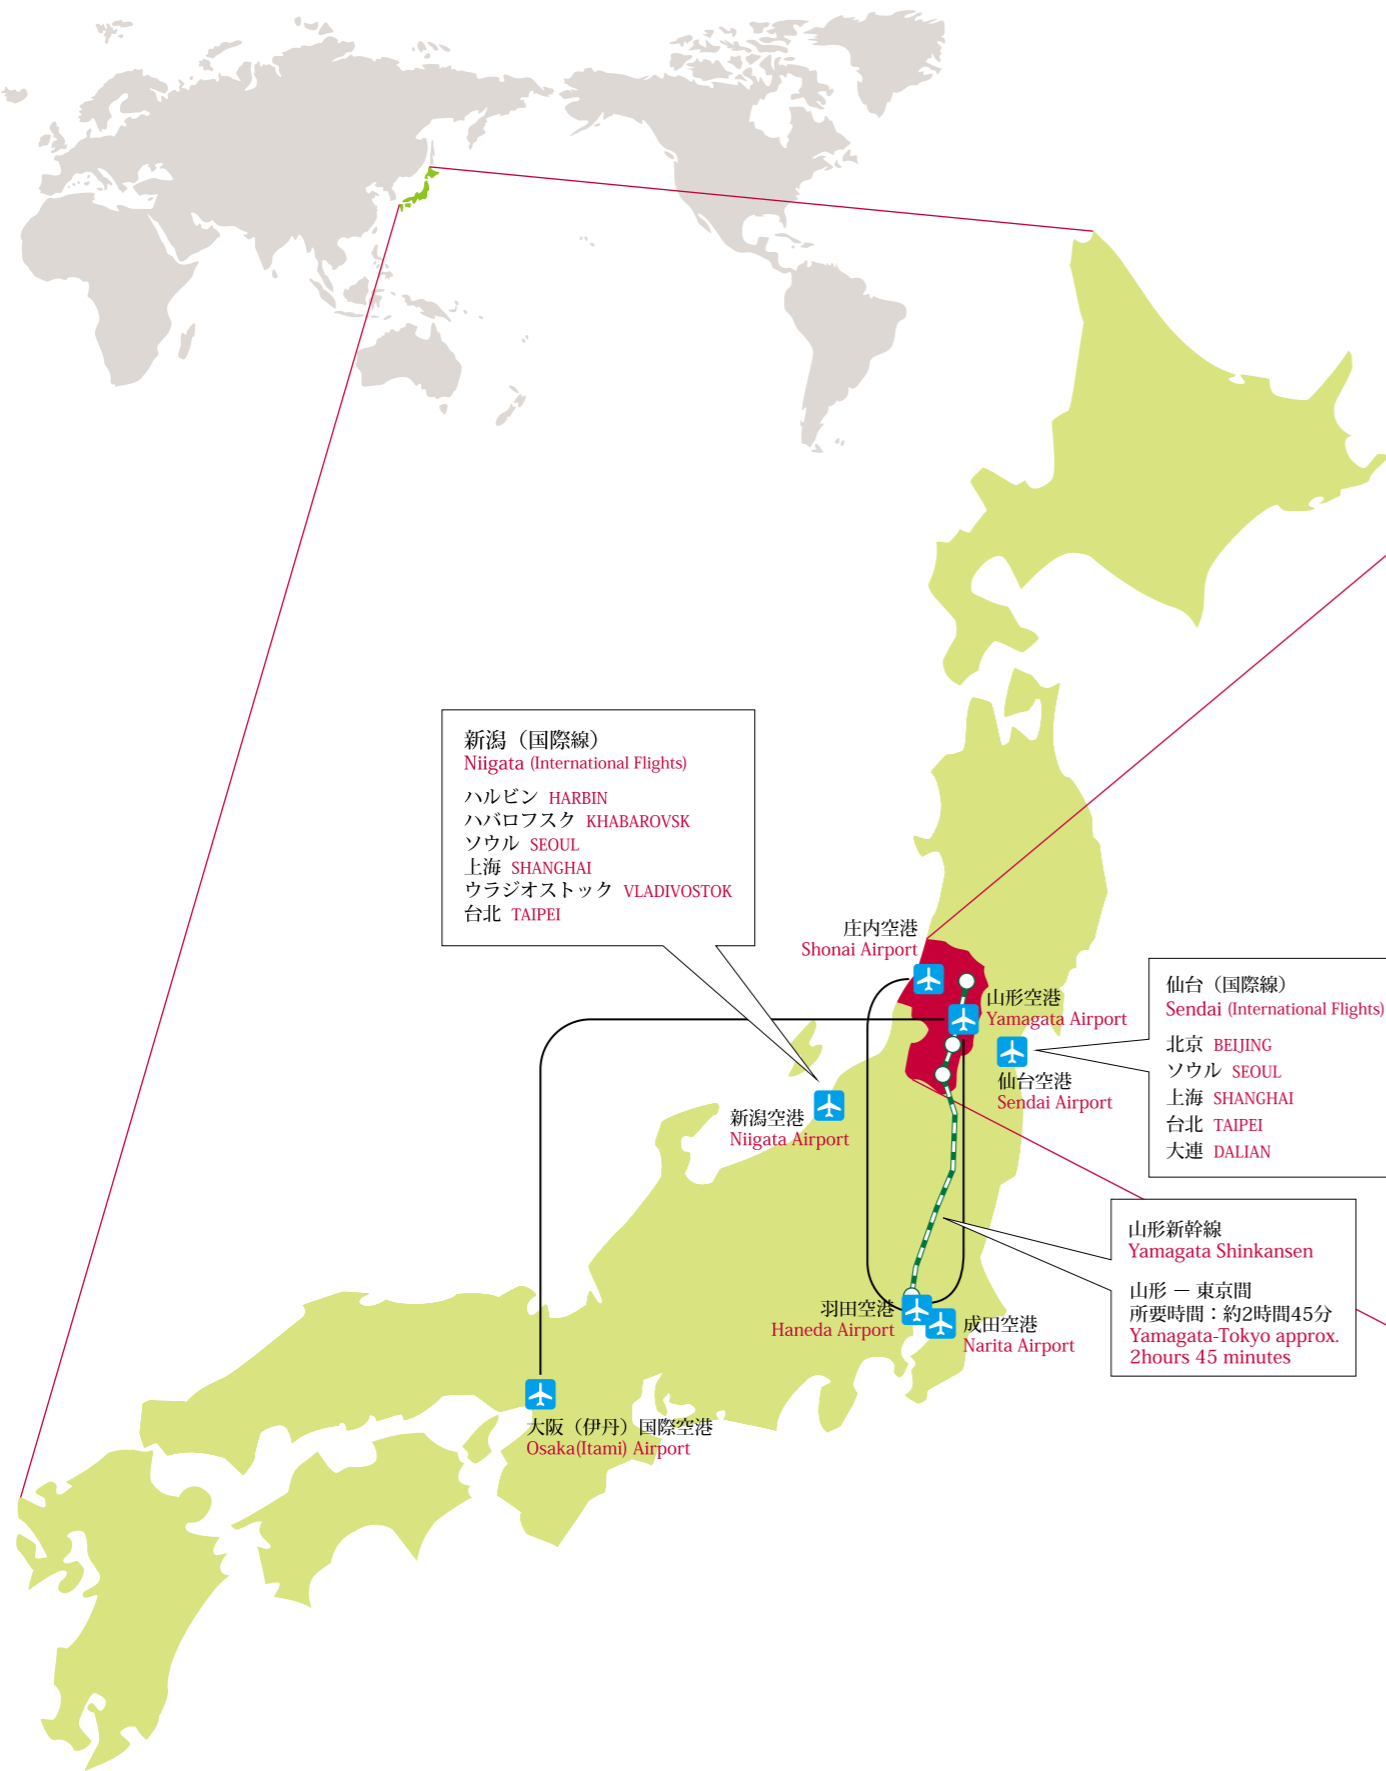 新潟（国際線）
Niigata (International Flights)
ハルビン HARBIN
ハバロフスク KHABAROVSK
ソウル SEOUL
上海 SHANGHAI
ウラジオストック VLADIVOSTOK
台北 TAIPEI
庄内空港
Shonai Airport
山形空港
Yamagata Airport
仙台（国際線）
Sendai (International Flights)
北京 BEIJING
ソウル SEOUL
上海 SHANGHAI
台北 TAIPEI
大連 DALIAN
仙台空港
Sendai Airport
新潟空港
Niigata Airport
山形新幹線
Yamagata Shinkansen
山形 — 東京間
所要時間：約2時間45分
Yamagata-Tokyo approx.
2hours 45 minutes
羽田空港
Haneda Airport
成田空港
Narita Airport
大阪（伊丹）国際空港
Osaka(Itami) Airport